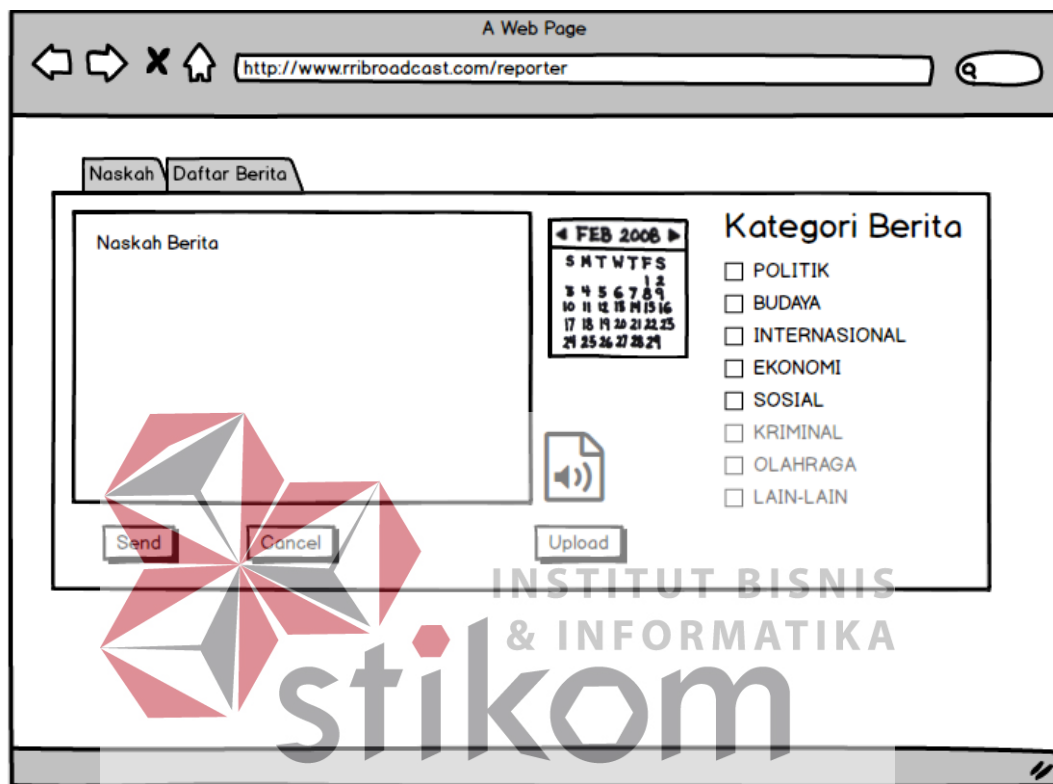 A Web Page
http://www.rribroadcast.com/reporter
Naskah
Daftar Berita
Naskah Berita
FEB 2008
S M T W T F S
1 2
3 4 5 6 7 8 9
10 11 12 13 14 15 16
17 18 19 20 21 22 23
24 25 26 27 28 29
Kategori Berita
POLITIK
BUDAYA
INTERNASIONAL
EKONOMI
SOSIAL
KRIMINAL
OLAHRAGA
LAIN-LAIN
Send
Cancel
Upload
INSTITUT BISNIS
& INFORMATIKA
stikom